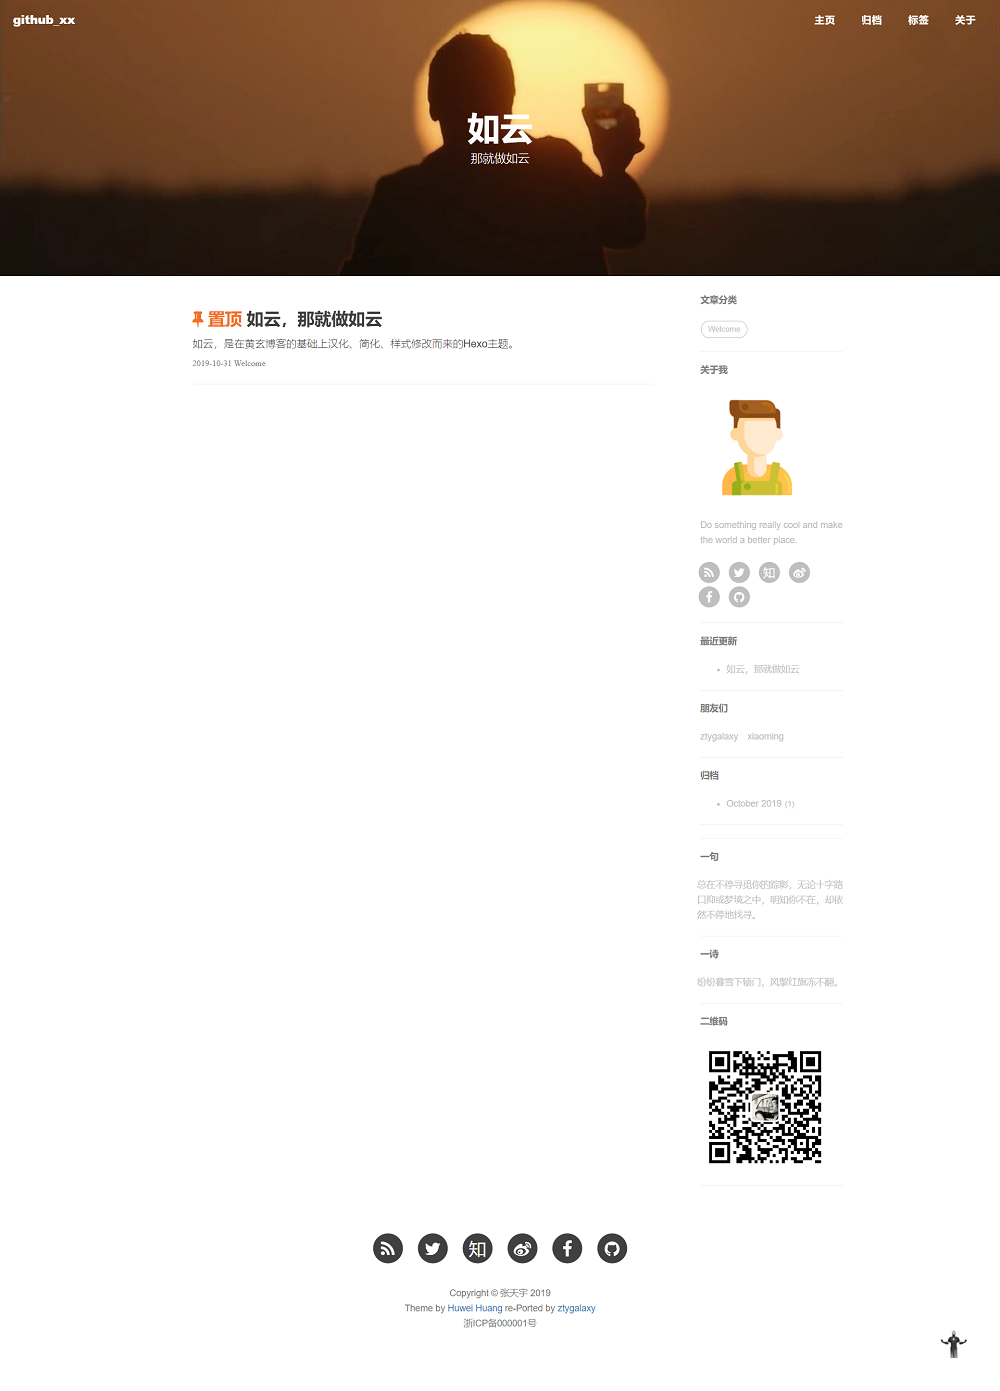 github_xx
主页 归档 标签 关于
如云
那就做如云
置顶 如云，那就做如云
如云，是在黄玄博客的基础上汉化、简化、样式修改而来的Hexo主题。
2019-10-31 Welcome
文章分类
Welcome
关于我
Do something really cool and make
the world a better place.
知
最近更新
如云，那就做如云
朋友们
ztygalaxy xiaoming
归档
October 2019 (1)
一句
总在不停寻觅你的踪影，无论十字路
口抑或梦境之中，明知你不在，却依
然不停地找寻。
一诗
纷纷暮雪下辕门，风掣红旗冻不翻。
二维码
知
Copyright © 张天宇 2019
Theme by Huwei Huang re-Ported by ztygalaxy
浙ICP备000001号